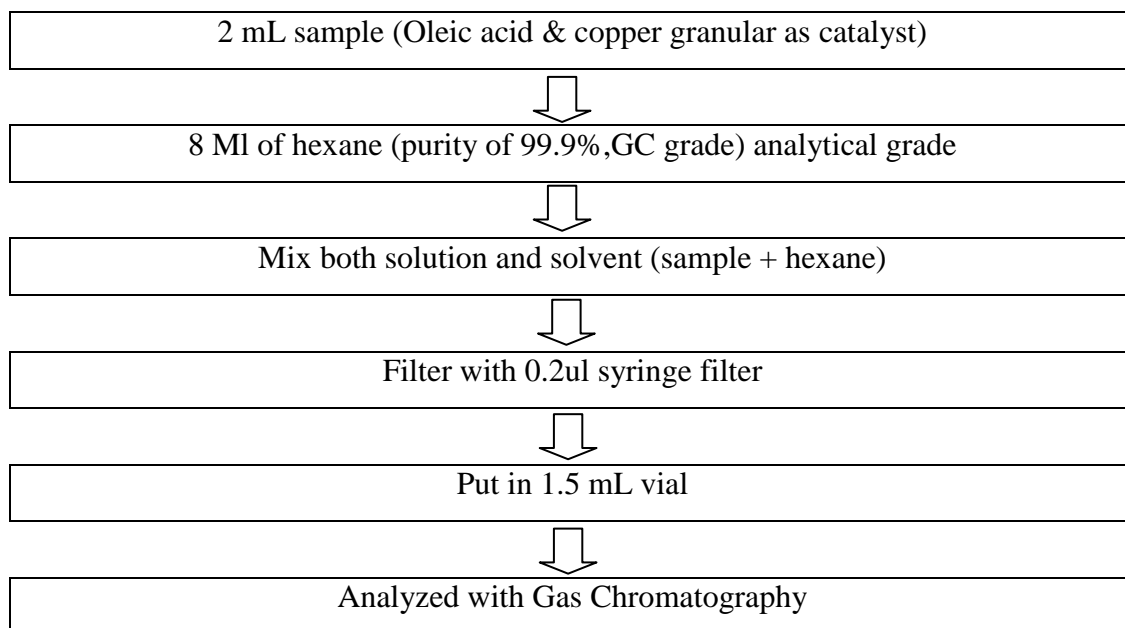 2 mL sample (Oleic acid & copper granular as catalyst)
8 Ml of hexane (purity of 99.9%,GC grade) analytical grade
Mix both solution and solvent (sample + hexane)
Filter with 0.2ul syringe filter
Put in 1.5 mL vial
Analyzed with Gas Chromatography